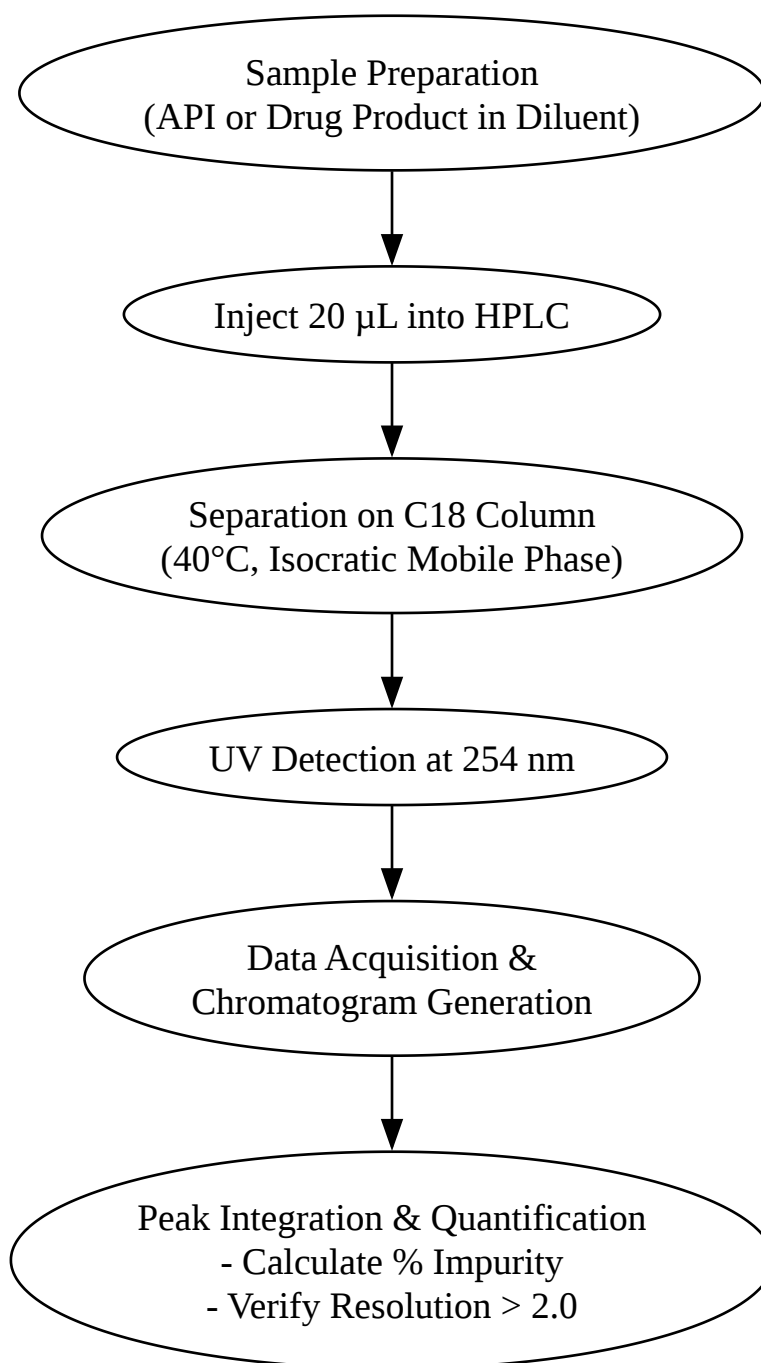 Sample Preparation
(API or Drug Product in Diluent)
Inject 20 µL into HPLC
Separation on C18 Column
(40°C, Isocratic Mobile Phase)
UV Detection at 254 nm
Data Acquisition &
Chromatogram Generation
Peak Integration & Quantification
- Calculate % Impurity
- Verify Resolution > 2.0